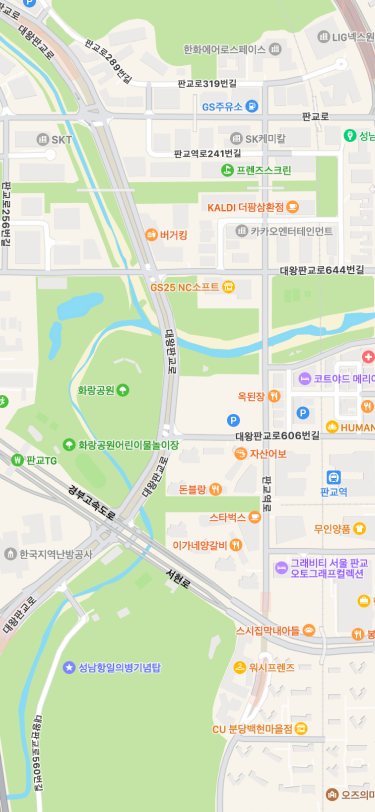 대왕판교로
판교로289번길
LIG넥스원
한화에어로스페이스
판교로319번길
GS주유소
판교로
SKT
SK케미칼
성남
판교역로241번길
프렌즈스크린
판교로256번길
KALDI 더팜삼환점
버거킹
카카오엔터테인먼트
대왕판교로644번길
GS25 NC소프트
대왕판교로
코트야드 메리어
화랑공원
옥된장
HUMAN
화랑공원어린이물놀이장
대왕판교로606번길
판교TG
자산어보
대왕판교로
판교역
경부고속도로
돈블랑
판교역로
스타벅스
무인양품
이가네양갈비
한국지역난방공사
그래비티 서울 판교
오토그래프컬렉션
서현로
대왕판교로
스시집막내아들
봉
성남항일의병기념탑
워시프렌즈
대왕판교로560번길
CU 분당백현마을점
오즈의마